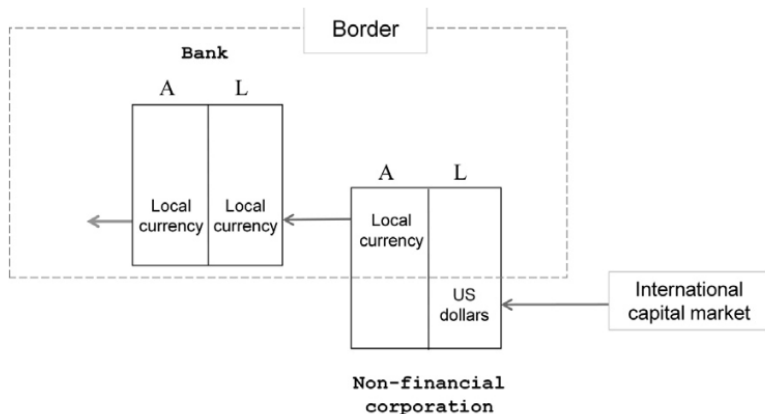 Border
Bank
A
L
Local
currency
Local
currency
A
L
Local
currency
US
dollars
International
capital market
Non-financial
corporation